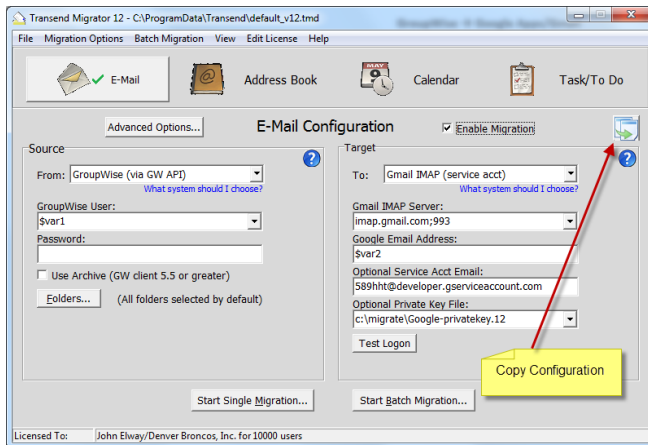 Transend Migrator 12 - C:\ProgramData\Transend\default_v12.tmd
File Migration Options Batch Migration View Edit License Help
E-Mail Address Book MAY Calendar Task/To Do
Advanced Options... E-Mail Configuration Enable Migration
Source Target
From: GroupWise (via GW API) To: Gmail IMAP (service acct)
What system should I choose? What system should I choose?
GroupWise User: Gmail IMAP Server:
$var1 imap.gmail.com;993
Password: Google Email Address:
$var2
Use Archive (GW client 5.5 or greater) Optional Service Acct Email:
589hht@developer.gserviceaccount.com
Folders... (All folders selected by default) Optional Private Key File:
c:\migrate\Google-privatekey.12
Test Logon
Copy Configuration
Start Single Migration... Start Batch Migration...
Licensed To: John Elway/Denver Broncos, Inc. for 10000 users